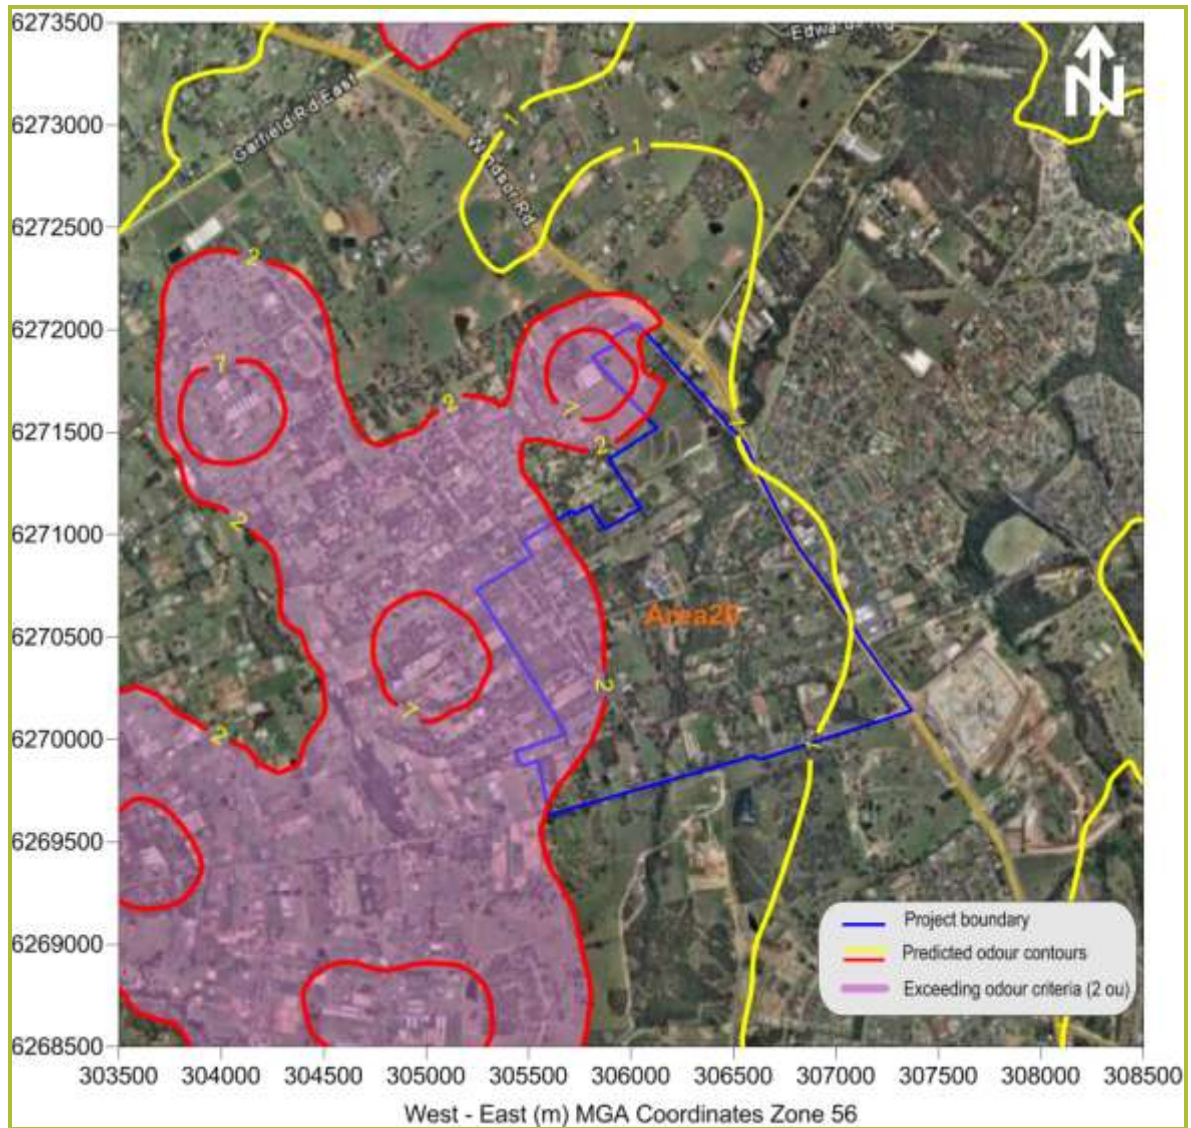 6273500
6273000
6272500
6272000
6271500
6271000
6270500
6270000
6269500
6269000
6268500
Edwards Rd
N
Garfield Rd East
1
Windsor Rd
1
2
7
2
7
1
2
2
Area20
2
7
2
1
Project boundary
Predicted odour contours
Exceeding odour criteria (2 ou)
303500 304000 304500 305000 305500 306000 306500 307000 307500 308000 308500
West - East (m) MGA Coordinates Zone 56